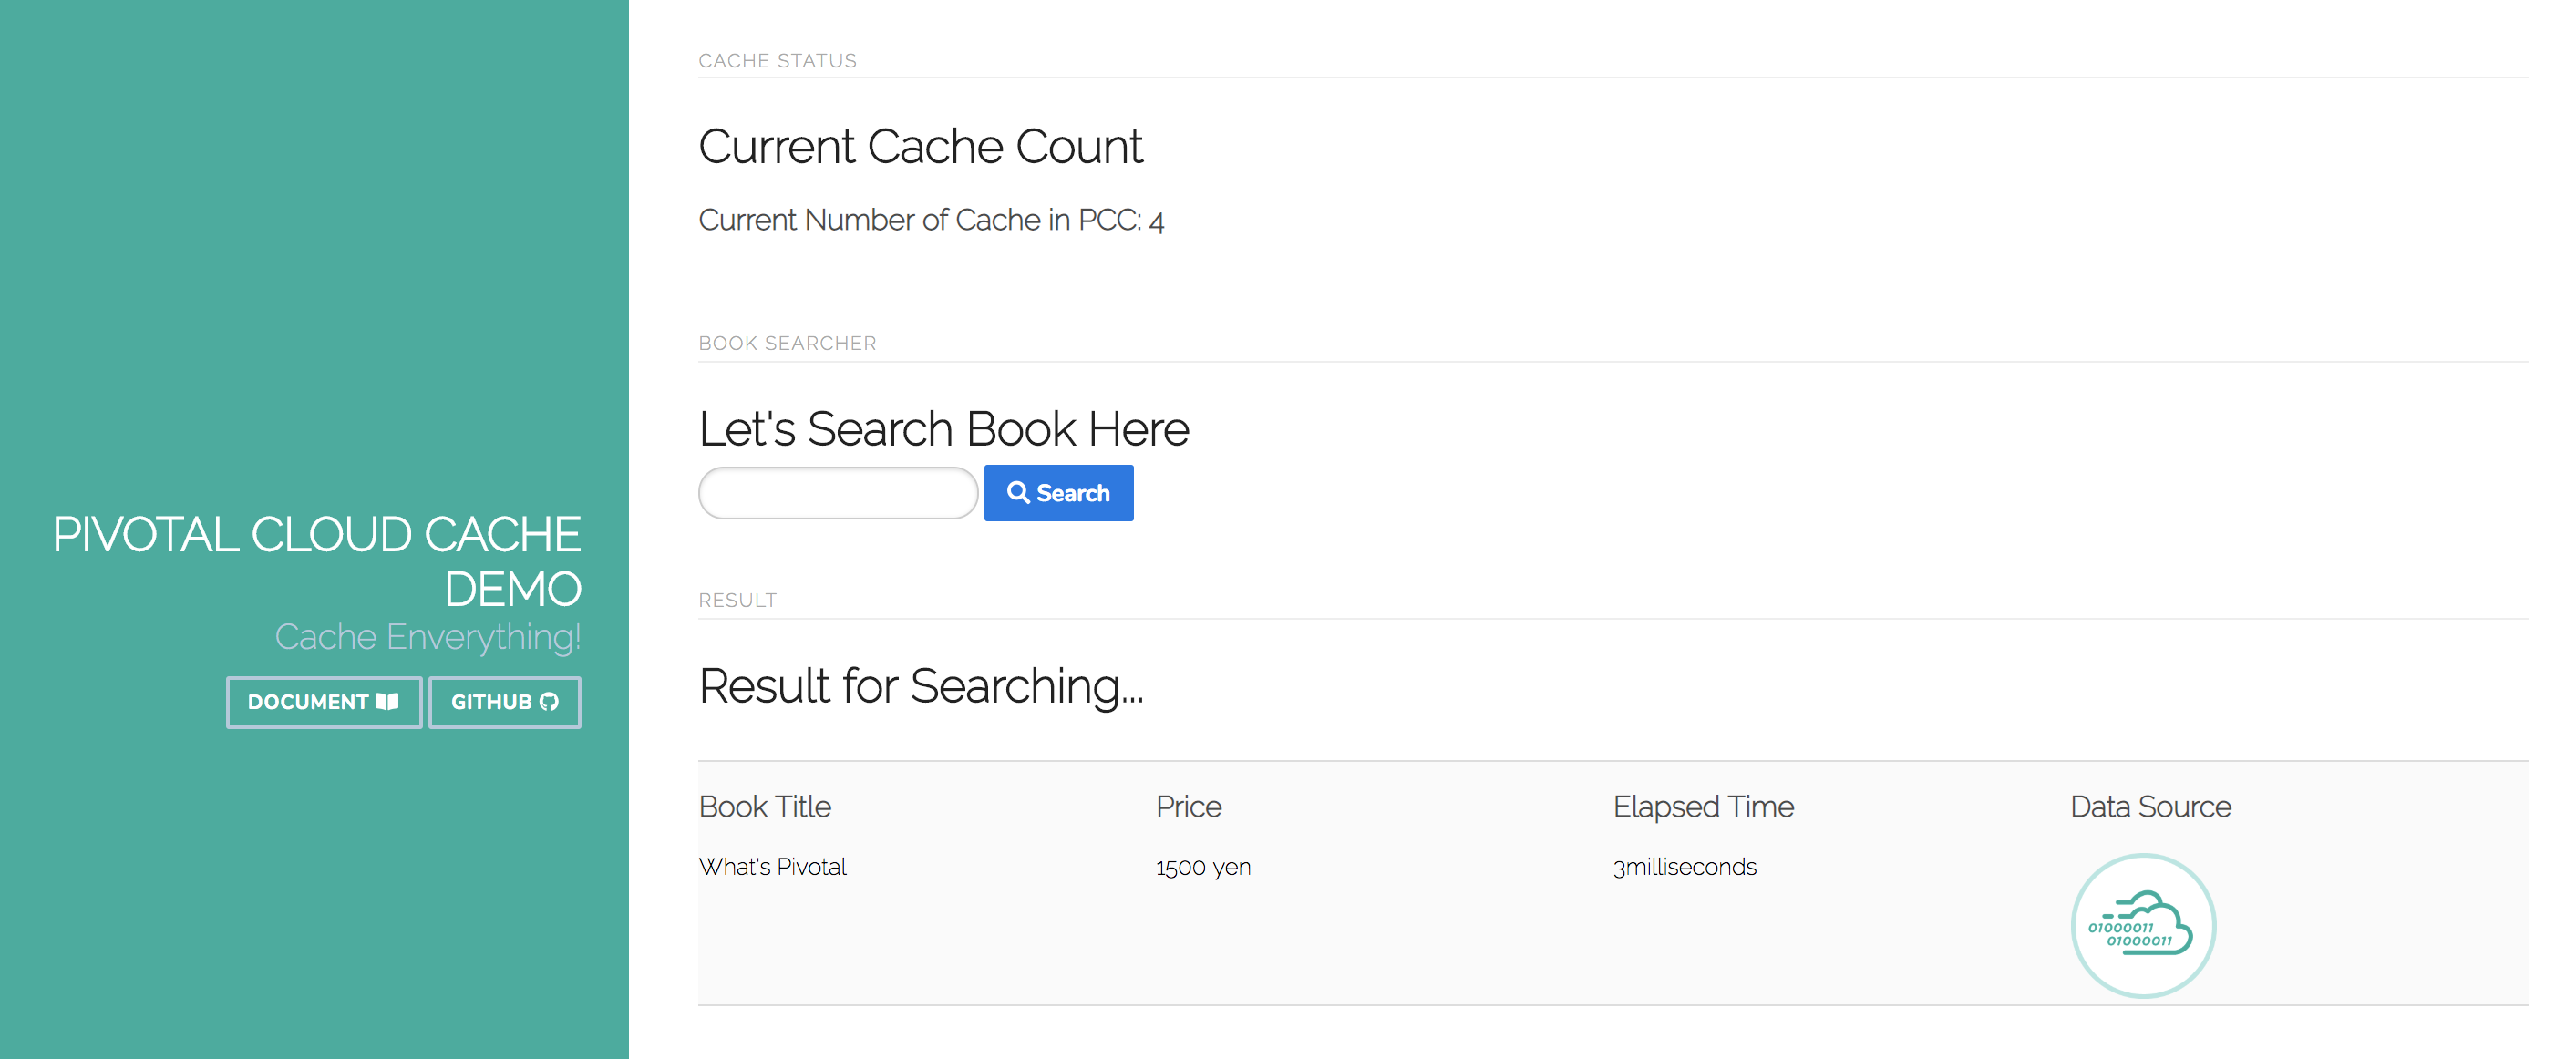 PIVOTAL CLOUD CACHE
DEMO
Cache Enverything!
DOCUMENT
GITHUB
CACHE STATUS
Current Cache Count
Current Number of Cache in PCC: 4
BOOK SEARCHER
Let's Search Book Here
Search
RESULT
Result for Searching...
Book Title Price Elapsed Time Data Source
What's Pivotal 1500 yen 3milliseconds
01000011
01000011